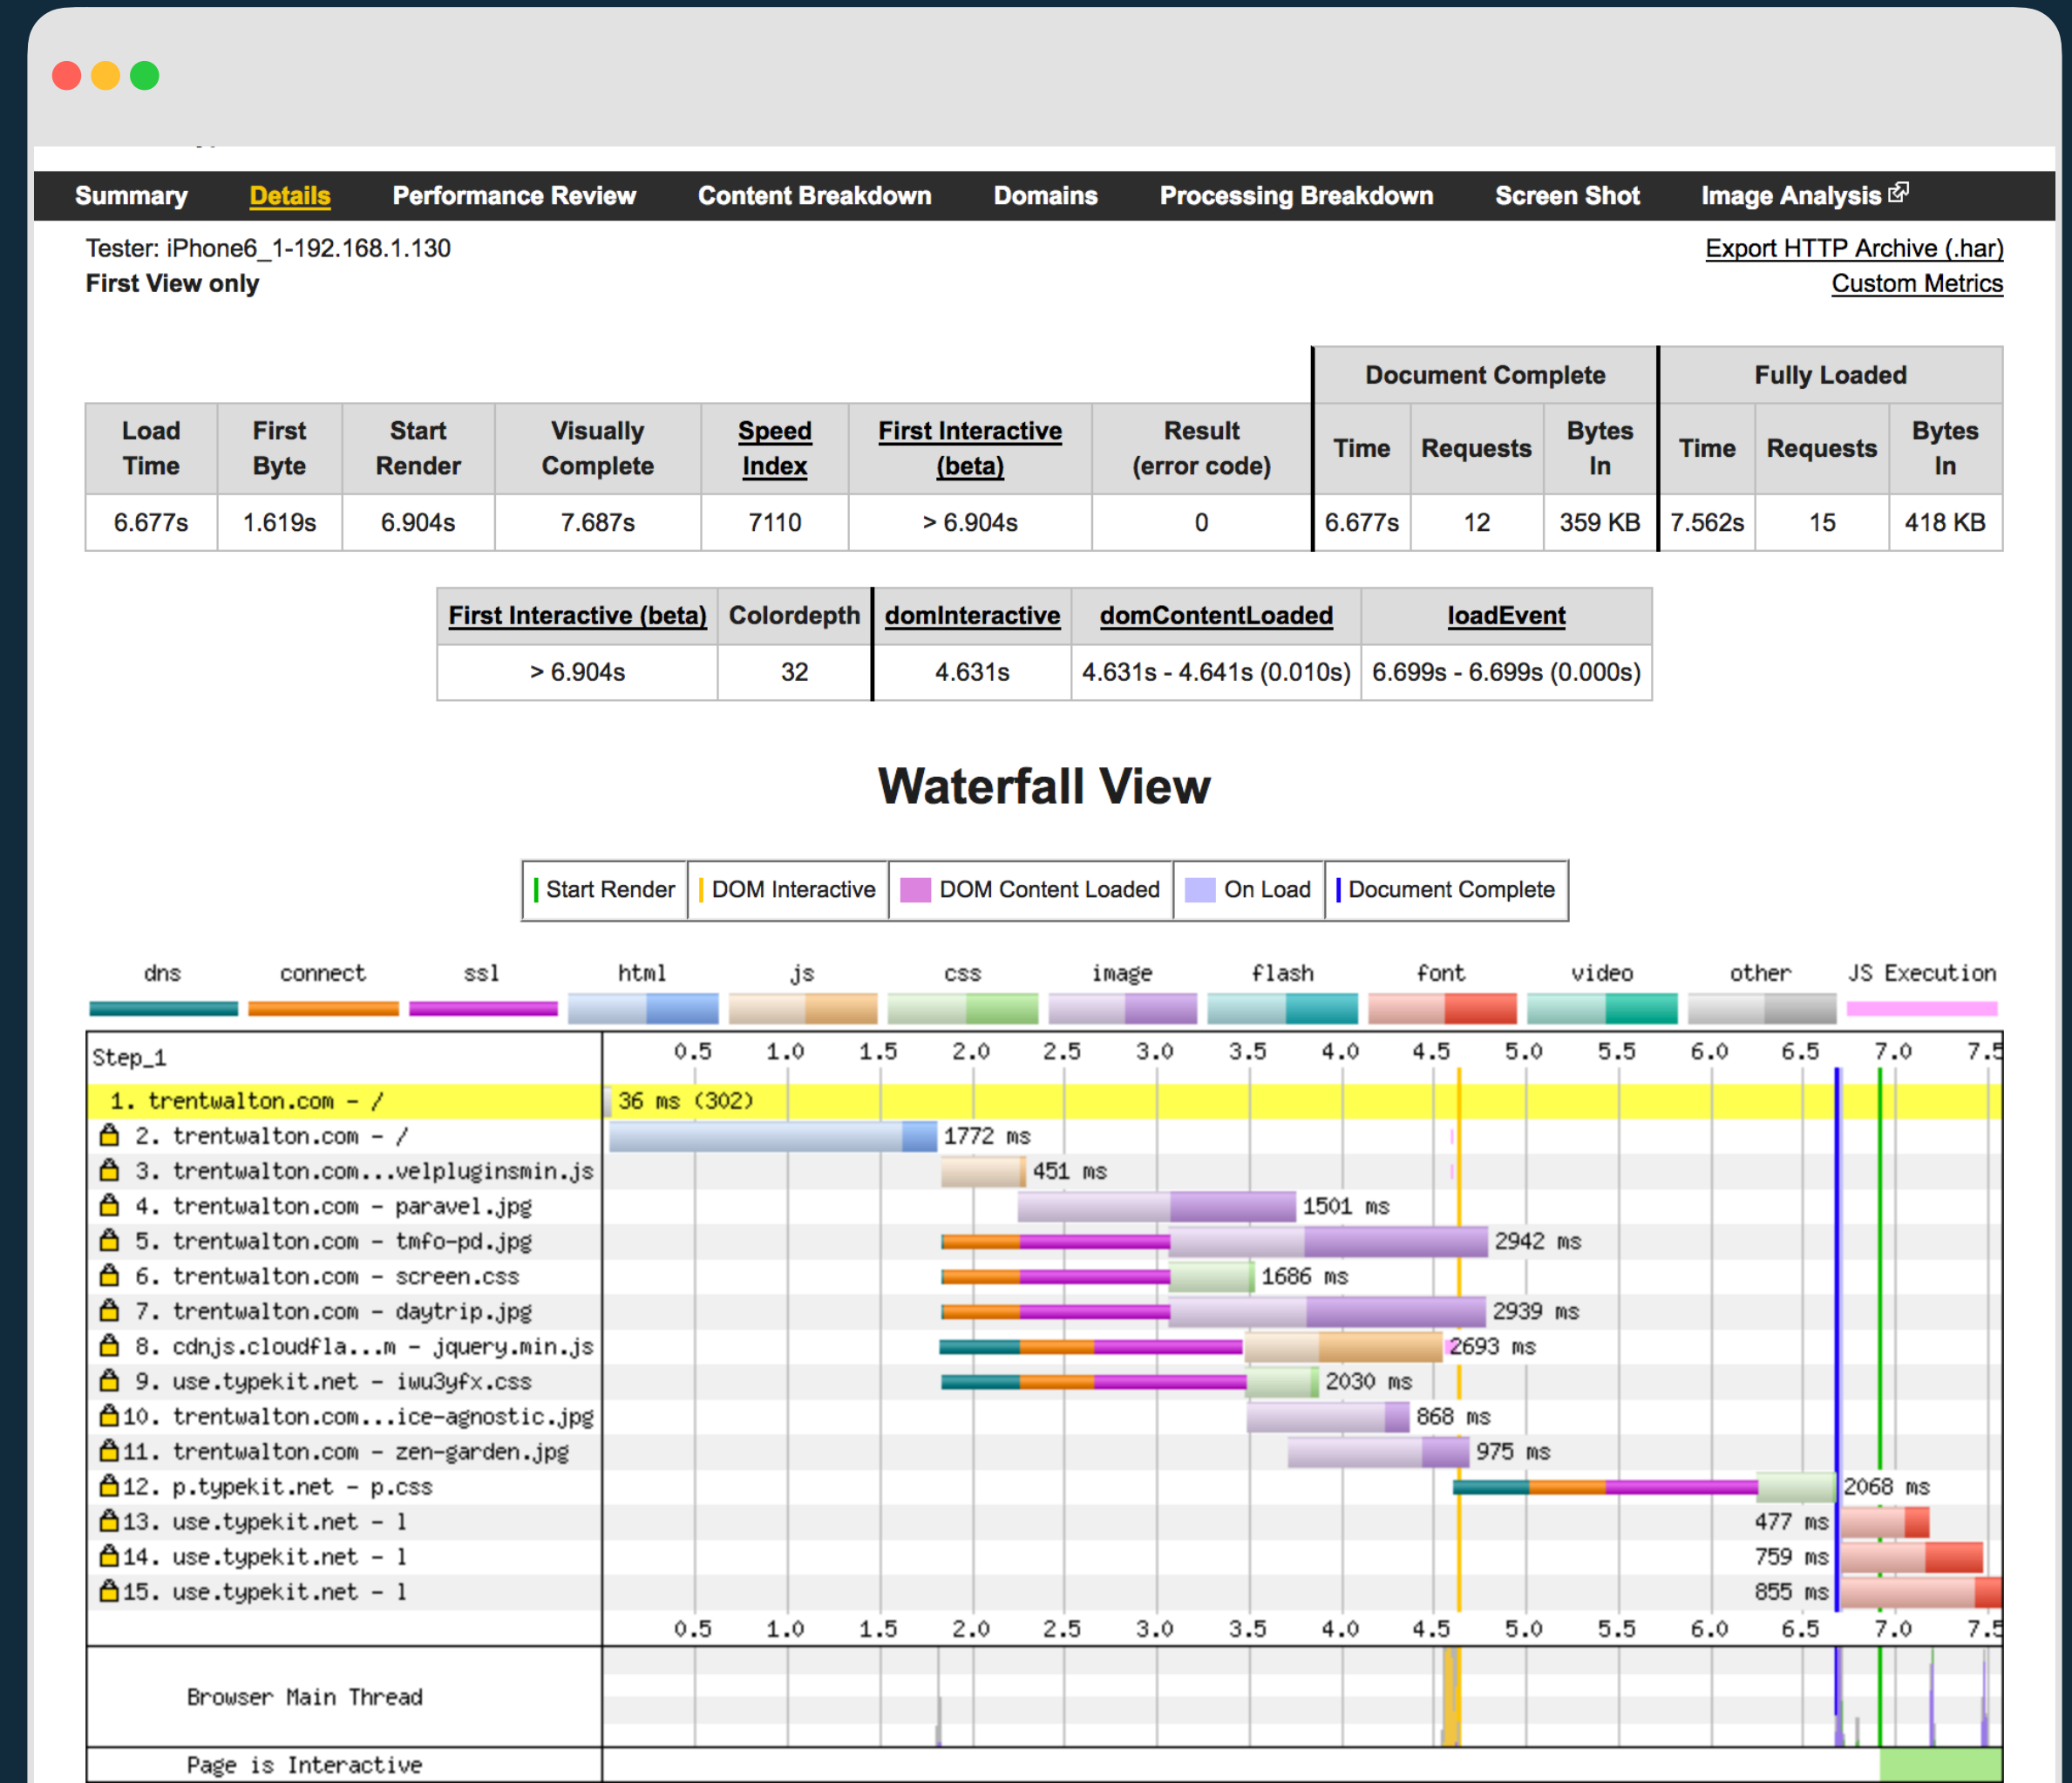 Summary Details Performance Review Content Breakdown Domains Processing Breakdown Screen Shot Image Analysis
Tester: iPhone6_1-192.168.1.130
Export HTTP Archive (.har)
First View only
Custom Metrics
Document Complete Fully Loaded
Load Time First Byte Start Render Visually Complete Speed Index First Interactive (beta) Result (error code) Time Requests Bytes In Time Requests Bytes In
6.677s 1.619s 6.904s 7.687s 7110 > 6.904s 0 6.677s 12 359 KB 7.562s 15 418 KB
First Interactive (beta) Colordepth domInteractive domContentLoaded loadEvent
> 6.904s 32 4.631s 4.631s - 4.641s (0.010s) 6.699s - 6.699s (0.000s)
Waterfall View
Start Render DOM Interactive DOM Content Loaded On Load Document Complete
dns connect ssl html js css image flash font video other JS Execution
Step_1 0.5 1.0 1.5 2.0 2.5 3.0 3.5 4.0 4.5 5.0 5.5 6.0 6.5 7.0 7.5
1. trentwalton.com - / 36 ms (302)
2. trentwalton.com - / 1772 ms
3. trentwalton.com...velpluginsmin.js 451 ms
4. trentwalton.com - paravel.jpg 1501 ms
5. trentwalton.com - tmfo-pd.jpg 2942 ms
6. trentwalton.com - screen.css 1686 ms
7. trentwalton.com - daytrip.jpg 2939 ms
8. cdnjs.cloudfla...m - jquery.min.js 2693 ms
9. use.typekit.net - iwu3yfx.css 2030 ms
10. trentwalton.com...ice-agnostic.jpg 868 ms
11. trentwalton.com - zen-garden.jpg 975 ms
12. p.typekit.net - p.css 2068 ms
13. use.typekit.net - l 477 ms
14. use.typekit.net - l 759 ms
15. use.typekit.net - l 855 ms
0.5 1.0 1.5 2.0 2.5 3.0 3.5 4.0 4.5 5.0 5.5 6.0 6.5 7.0 7.5
Browser Main Thread
Page is Interactive